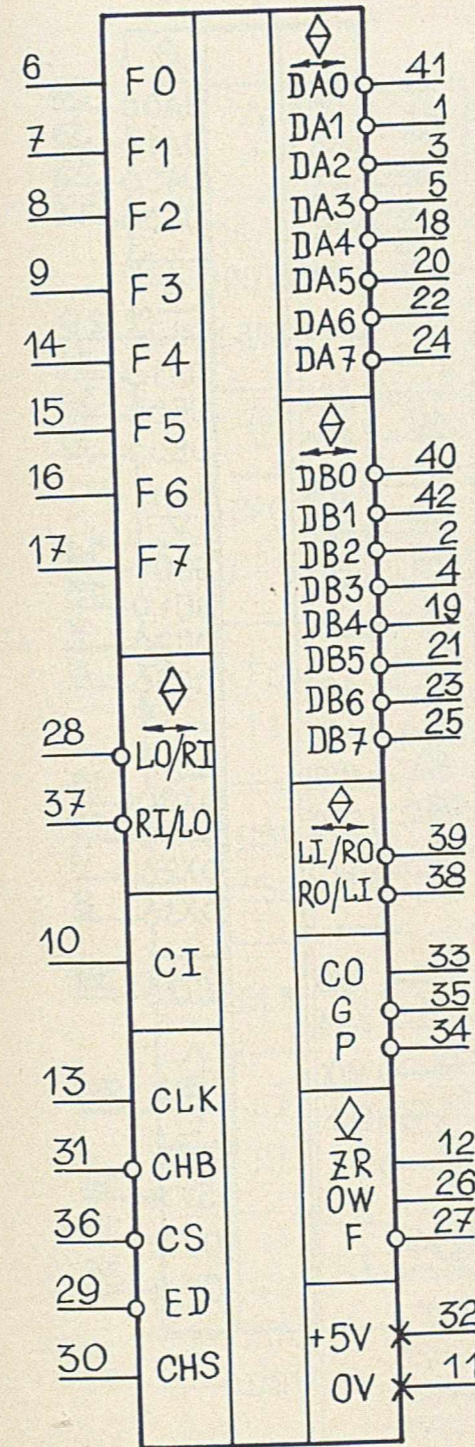 6 F0
7 F1
8 F2
9 F3
14 F4
15 F5
16 F6
17 F7
28 LO/RI
37 RI/LO
10 CI
13 CLK
31 CHB
36 CS
29 ED
30 CHS
DA0 41
DA1 1
DA2 3
DA3 5
DA4 18
DA5 20
DA6 22
DA7 24
DB0 40
DB1 42
DB2 2
DB3 4
DB4 19
DB5 21
DB6 23
DB7 25
LI/RO 39
RO/LI 38
CO 33
G 35
P 34
ZR 12
OW 26
F 27
+5V 32
0V 11